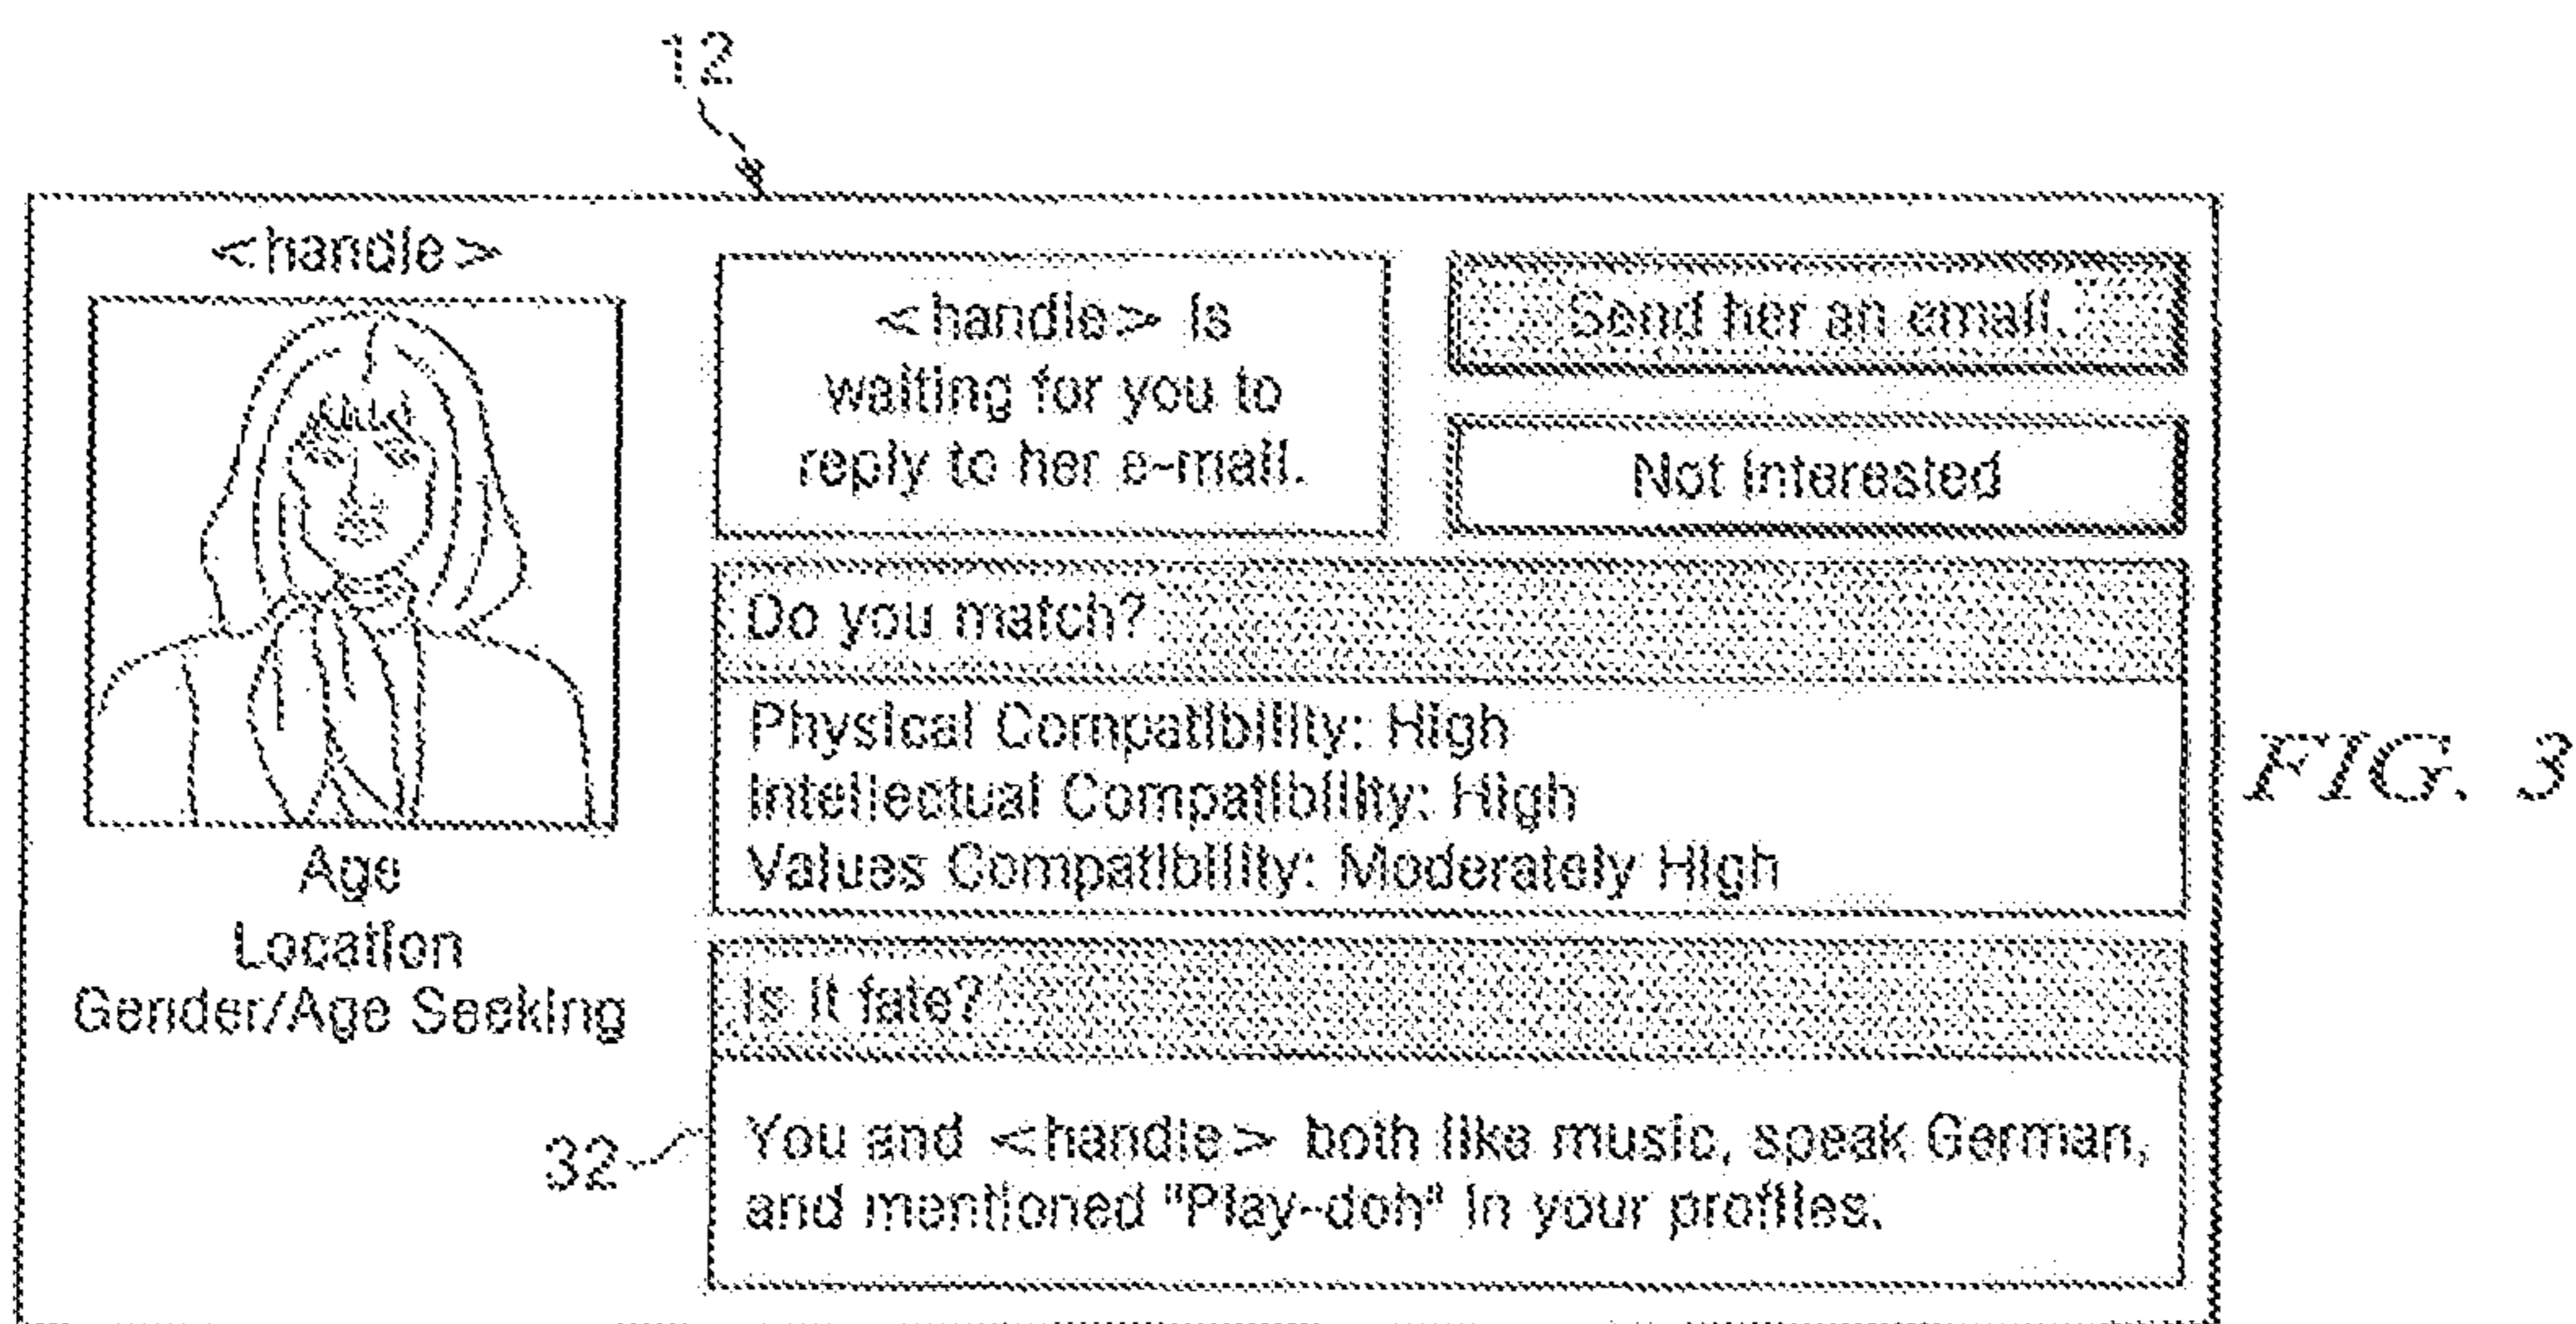 12
<handle>
<handle> is
waiting for you to
reply to her e-mail.
Send her an email.
Not Interested
Do you match?
Physical Compatibility: High
Intellectual Compatibility: High
Values Compatibility: Moderately High
Age
Location
Gender/Age Seeking
Is it fate?
32
You and <handle> both like music, speak German,
and mentioned "Play-doh" in your profiles.
FIG. 3